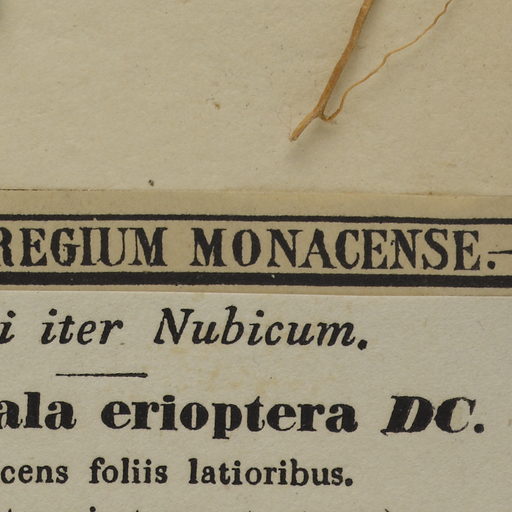 REGIUM MONACENSE.—
i iter Nubicum.
ala erioptera DC.
cens foliis latioribus.